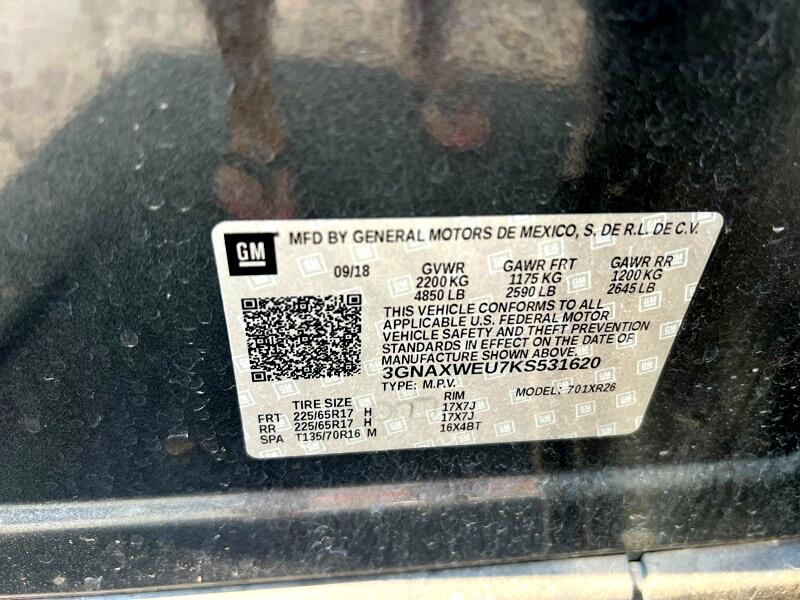 GM MFD BY GENERAL MOTORS DE MEXICO, S. DE R.L. DE C.V.
09/18 GVWR GAWR FRT GAWR RR
2200 KG 1175 KG 1200 KG
4850 LB 2590 LB 2645 LB
THIS VEHICLE CONFORMS TO ALL
APPLICABLE U.S. FEDERAL MOTOR
VEHICLE SAFETY AND THEFT PREVENTION
STANDARDS IN EFFECT ON THE DATE OF
MANUFACTURE SHOWN ABOVE.
3GNAXWEU7KS531620
TYPE: M.P.V. MODEL: 701XR26
TIRE SIZE RIM
FRT 225/65R17 H 17X7J
RR 225/65R17 H 17X7J
SPA T135/70R16 M 16X4BT